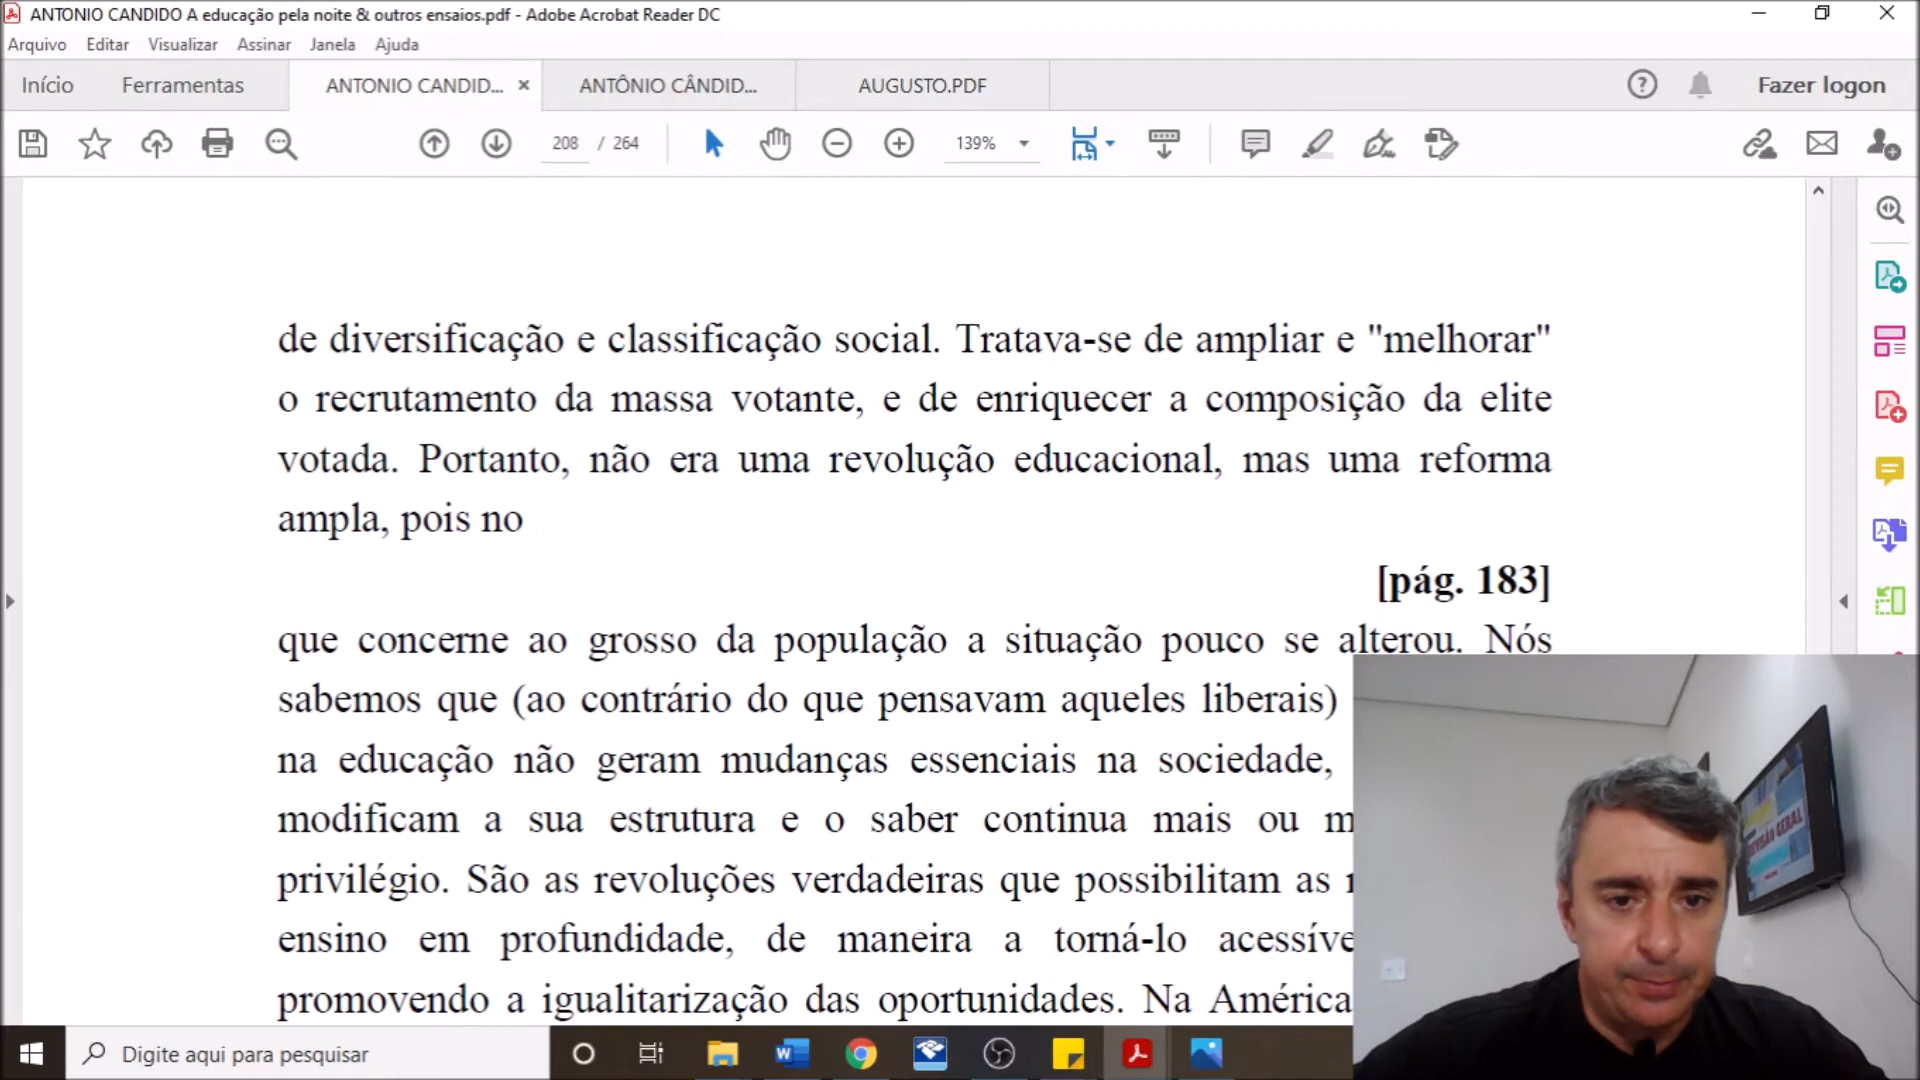 ANTONIO CANDIDO A educação pela noite & outros ensaios.pdf - Adobe Acrobat Reader DC
Arquivo Editar Visualizar Assinar Janela Ajuda
Início Ferramentas ANTONIO CANDID... ANTÔNIO CÂNDID... AUGUSTO.PDF Fazer logon
208 / 264 139%
de diversificação e classificação social. Tratava-se de ampliar e "melhorar"
o recrutamento da massa votante, e de enriquecer a composição da elite
votada. Portanto, não era uma revolução educacional, mas uma reforma
ampla, pois no
[pág. 183]
que concerne ao grosso da população a situação pouco se alterou. Nós
sabemos que (ao contrário do que pensavam aqueles liberais)
na educação não geram mudanças essenciais na sociedade,
modificam a sua estrutura e o saber continua mais ou m
privilégio. São as revoluções verdadeiras que possibilitam as
ensino em profundidade, de maneira a torná-lo acessíve
promovendo a igualitarização das oportunidades. Na América
REVISÃO GERAL
Digite aqui para pesquisar